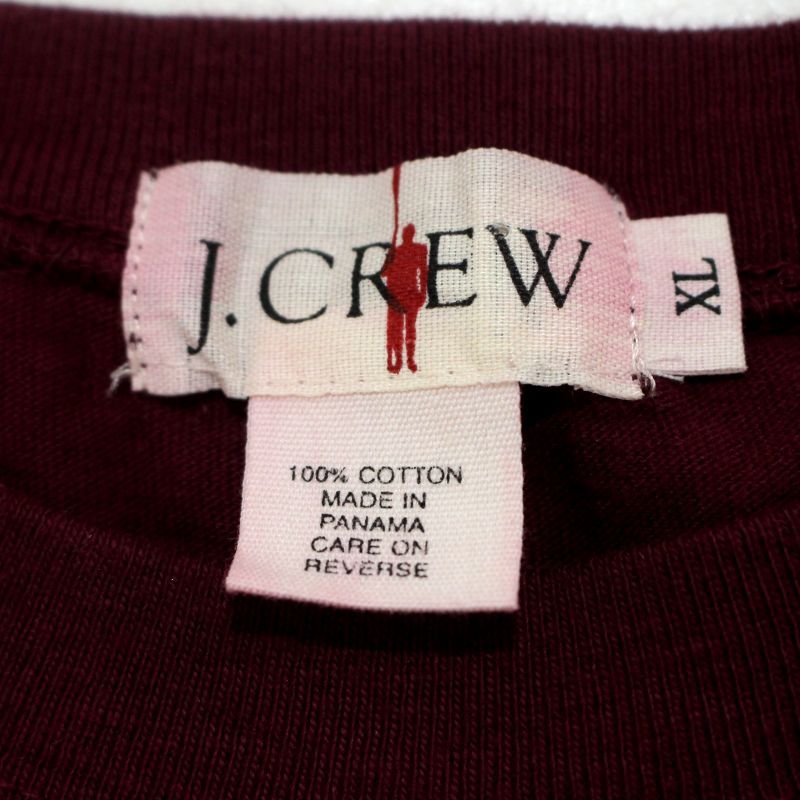 J.CREW
XL
100% COTTON
MADE IN
PANAMA
CARE ON
REVERSE